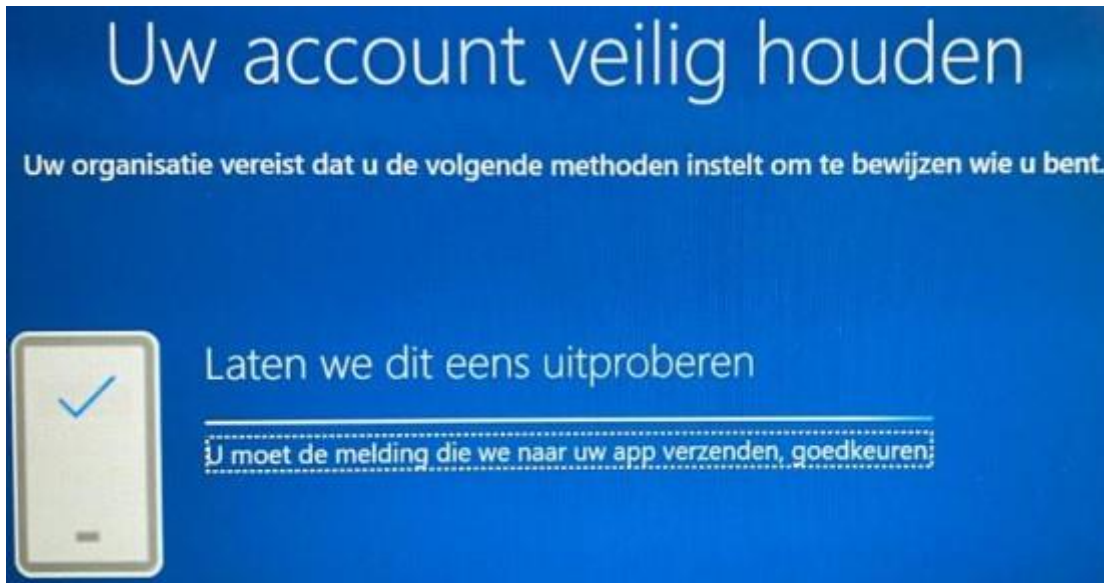 Uw account veilig houden
Uw organisatie vereist dat u de volgende methoden instelt om te bewijzen wie u bent.
Laten we dit eens uitproberen
U moet de melding die we naar uw app verzenden, goedkeuren.